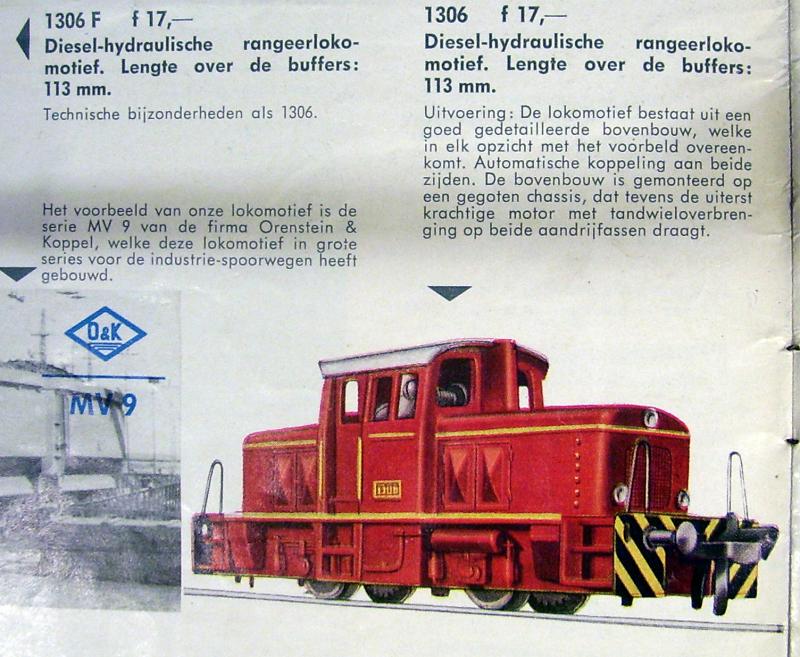 1306 F f 17,—
Diesel-hydraulische rangeerloko-
motief. Lengte over de buffers:
113 mm.
Technische bijzonderheden als 1306.
Het voorbeeld van onze lokomotief is de
serie MV 9 van de firma Orenstein &
Koppel, welke deze lokomotief in grote
series voor de industrie-spoorwegen heeft
gebouwd.
O&K
MV 9
1306 f 17,—
Diesel-hydraulische rangeerloko-
motief. Lengte over de buffers:
113 mm.
Uitvoering: De lokomotief bestaat uit een
goed gedetailleerde bovenbouw, welke
in elk opzicht met het voorbeld overeen-
komt. Automatische koppeling aan beide
zijden. De bovenbouw is gemonteerd op
een gegoten chassis, dat tevens de uiterst
krachtige motor met tandwieloverbren-
ging op beide aandrijfassen draagt.
1306